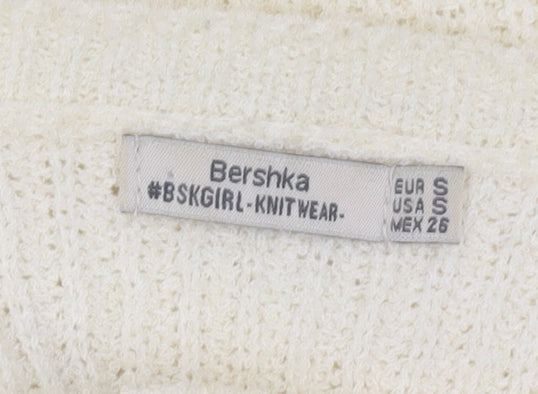 Bershka
#BSKGIRL-KNITWEAR-
EUR S
USA S
MEX 26